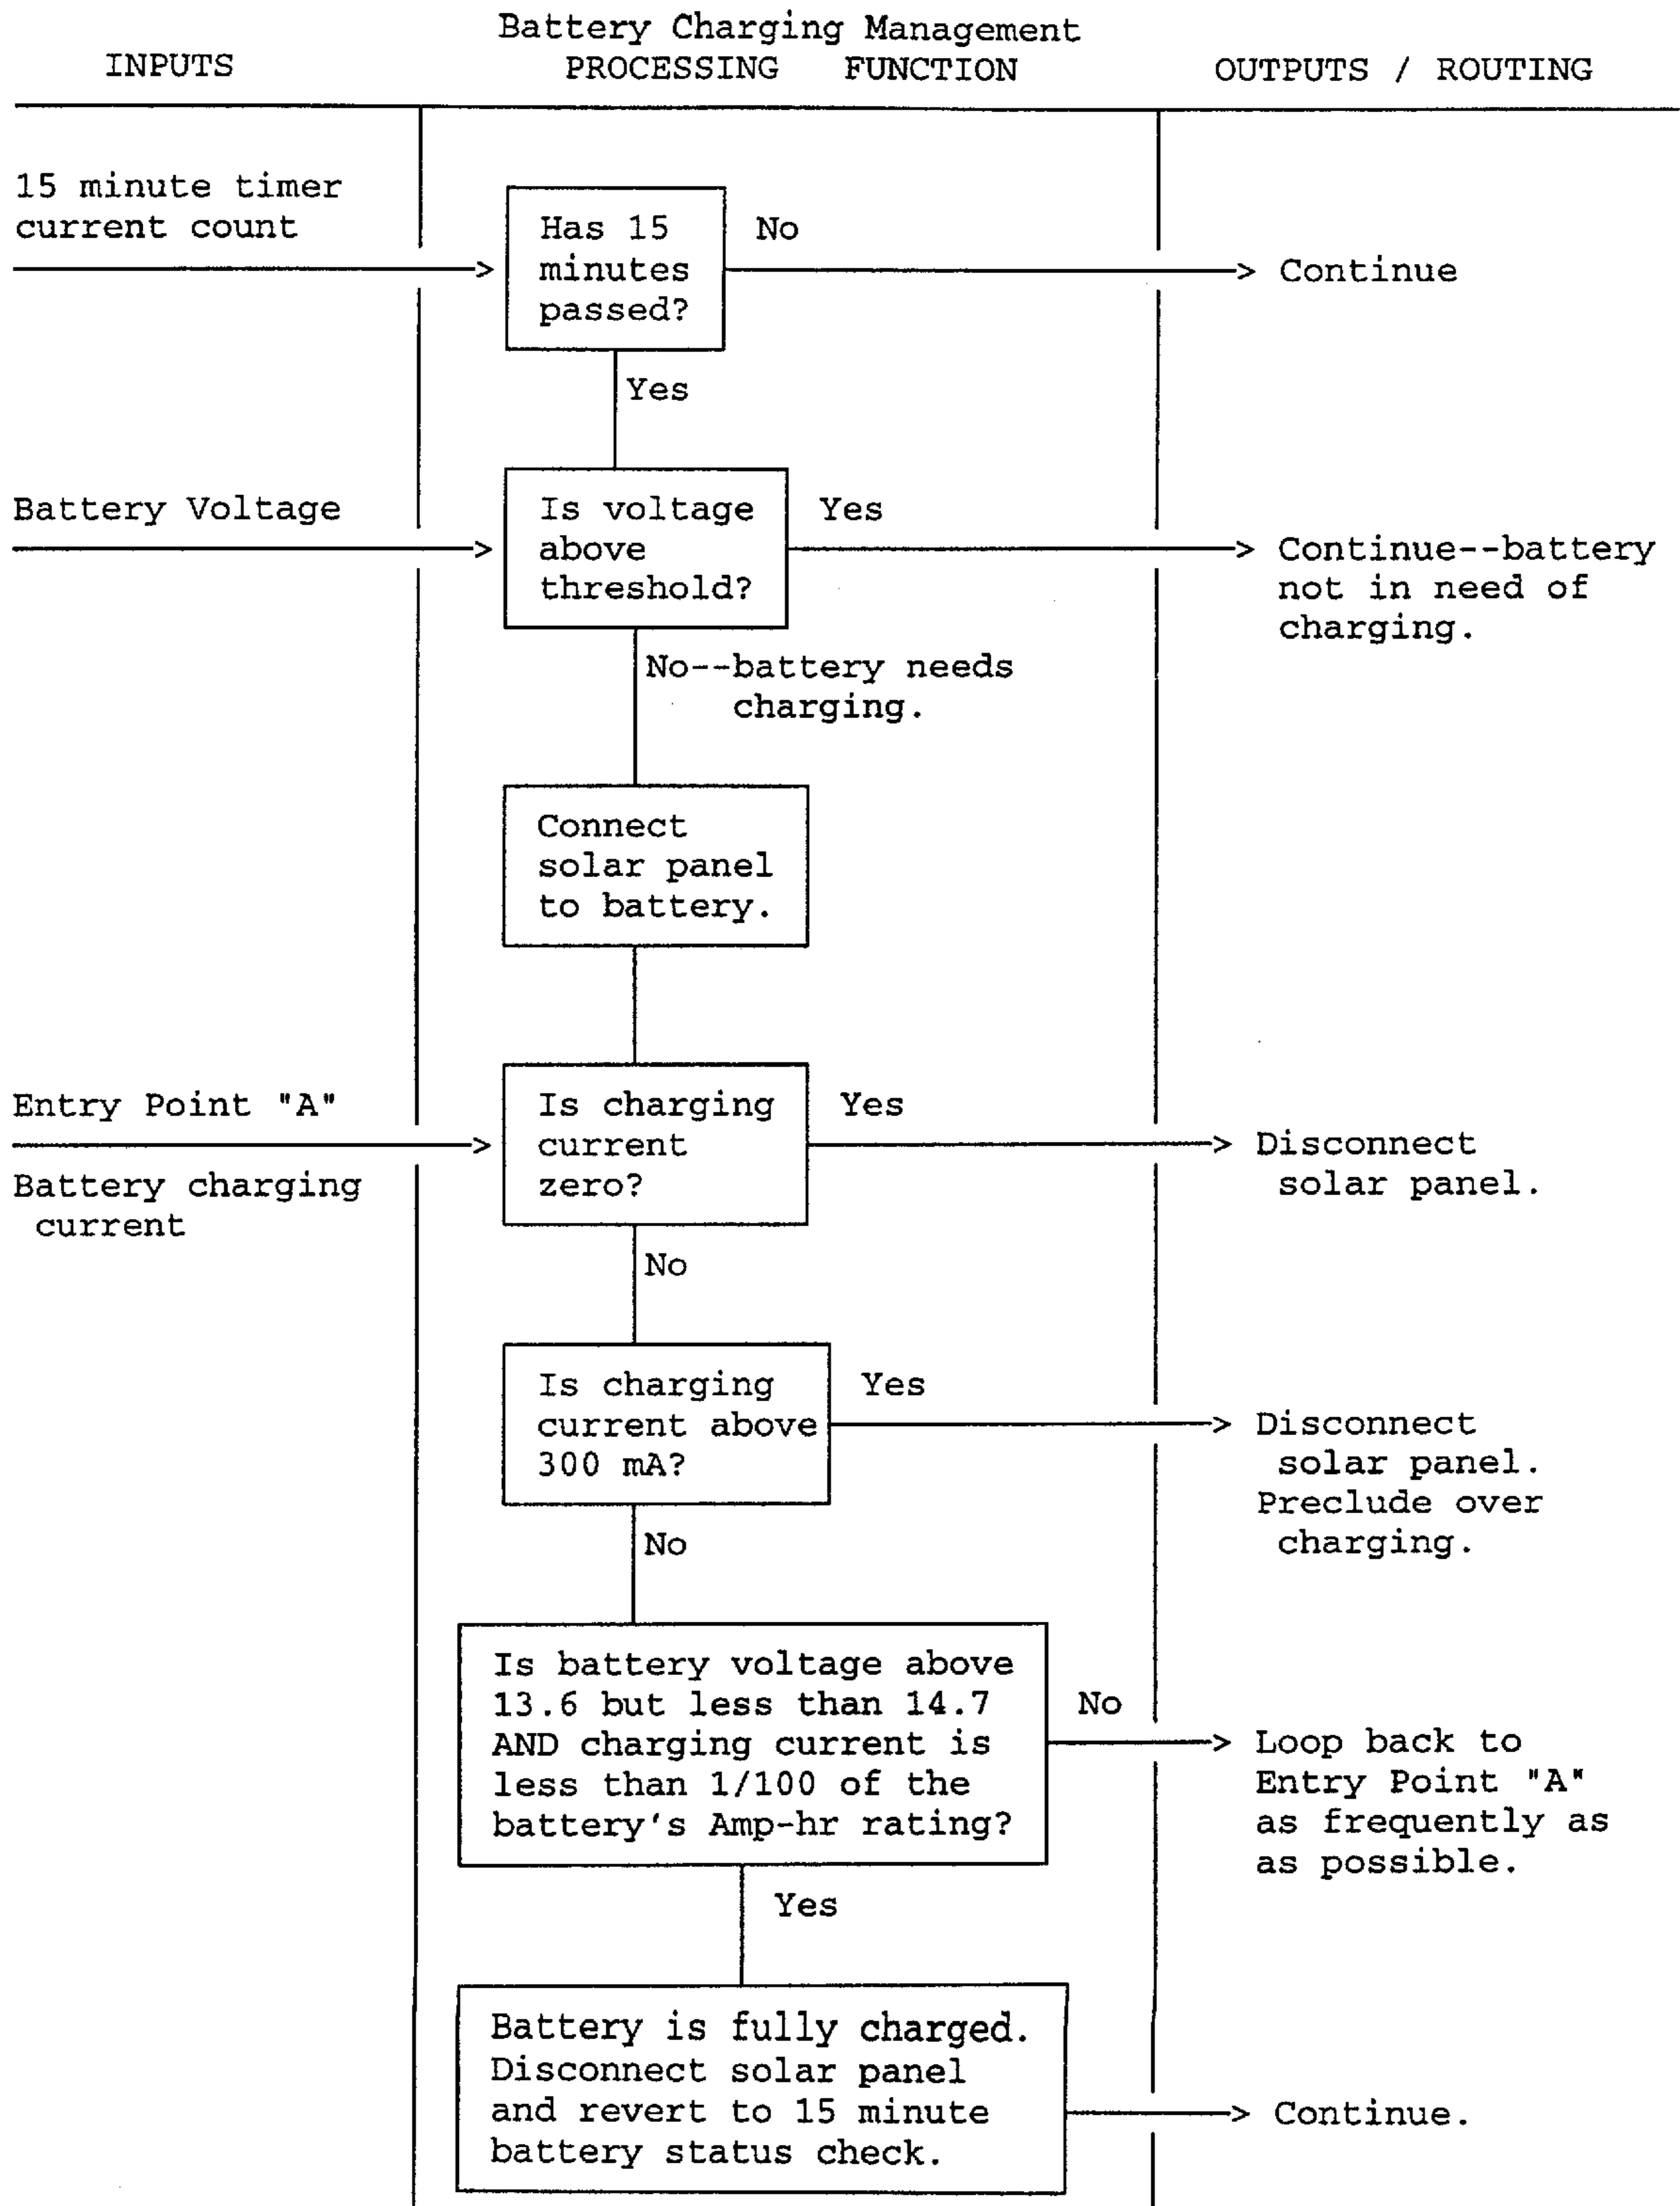 Battery Charging Management
INPUTS PROCESSING FUNCTION OUTPUTS / ROUTING
15 minute timer
current count
Has 15
minutes
passed?
No
Continue
Yes
Battery Voltage
Is voltage
above
threshold?
Yes
Continue--battery
not in need of
charging.
No--battery needs
charging.
Connect
solar panel
to battery.
Entry Point "A"
Battery charging
current
Is charging
current
zero?
Yes
Disconnect
solar panel.
No
Is charging
current above
300 mA?
Yes
Disconnect
solar panel.
Preclude over
charging.
No
Is battery voltage above
13.6 but less than 14.7
AND charging current is
less than 1/100 of the
battery's Amp-hr rating?
No
Loop back to
Entry Point "A"
as frequently as
as possible.
Yes
Battery is fully charged.
Disconnect solar panel
and revert to 15 minute
battery status check.
Continue.